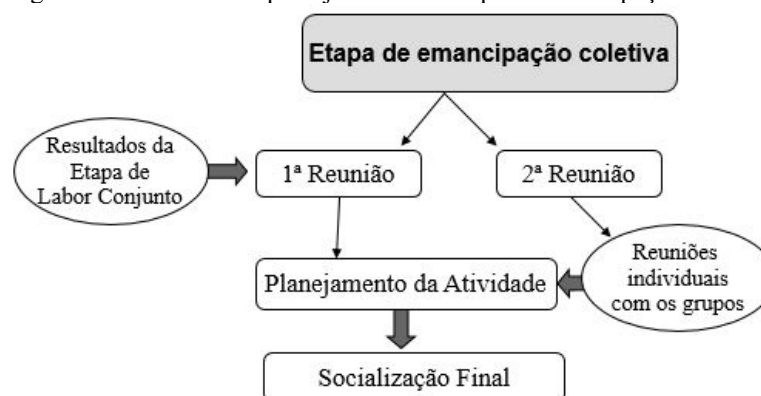 Etapa de emancipação coletiva
Resultados da
Etapa de
Labor Conjunto
1ª Reunião
2ª Reunião
Reuniões
individuais
com os grupos
Planejamento da Atividade
Socialização Final